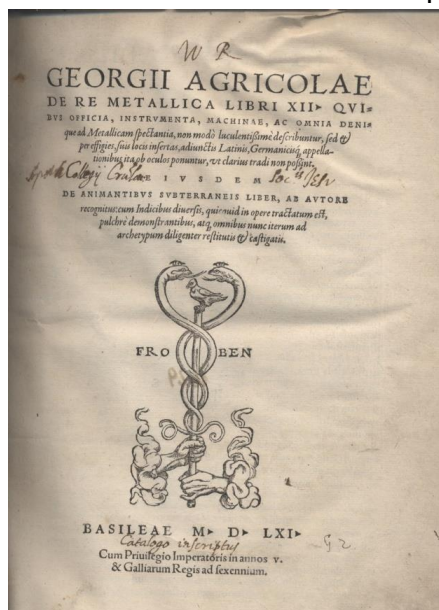 W R
GEORGII AGRICOLAE
DE RE METALLICA LIBRI XII▸ QVI=
BVS OFFICIA, INSTRVMENTA, MACHINAE, AC OMNIA DENI=
que ad Metallicam spectantia, non modò luculentissimè describuntur, sed &
per effigies, suis locis insertas, adiunctis Latinis, Germanicisq́ appella-
tionibus ita ob oculos ponuntur, vt clarius tradi non possint.
Collegij
EIVSDEM
DE ANIMANTIBVS SVBTERRANEIS LIBER, AB AVTORE
recognitus: cum Indicibus diuersis, quicquid in opere tractatum est,
pulchrè demonstrantibus, atq́ omnibus nunc iterum ad
archetypum diligenter restitutis & castigatis.
FRO BEN
BASILEAE M▸ D▸ LXI▸
Catalogo inscriptus
Cum Priuilegio Imperatoris in annos v.
& Galliarum Regis ad sexennium.